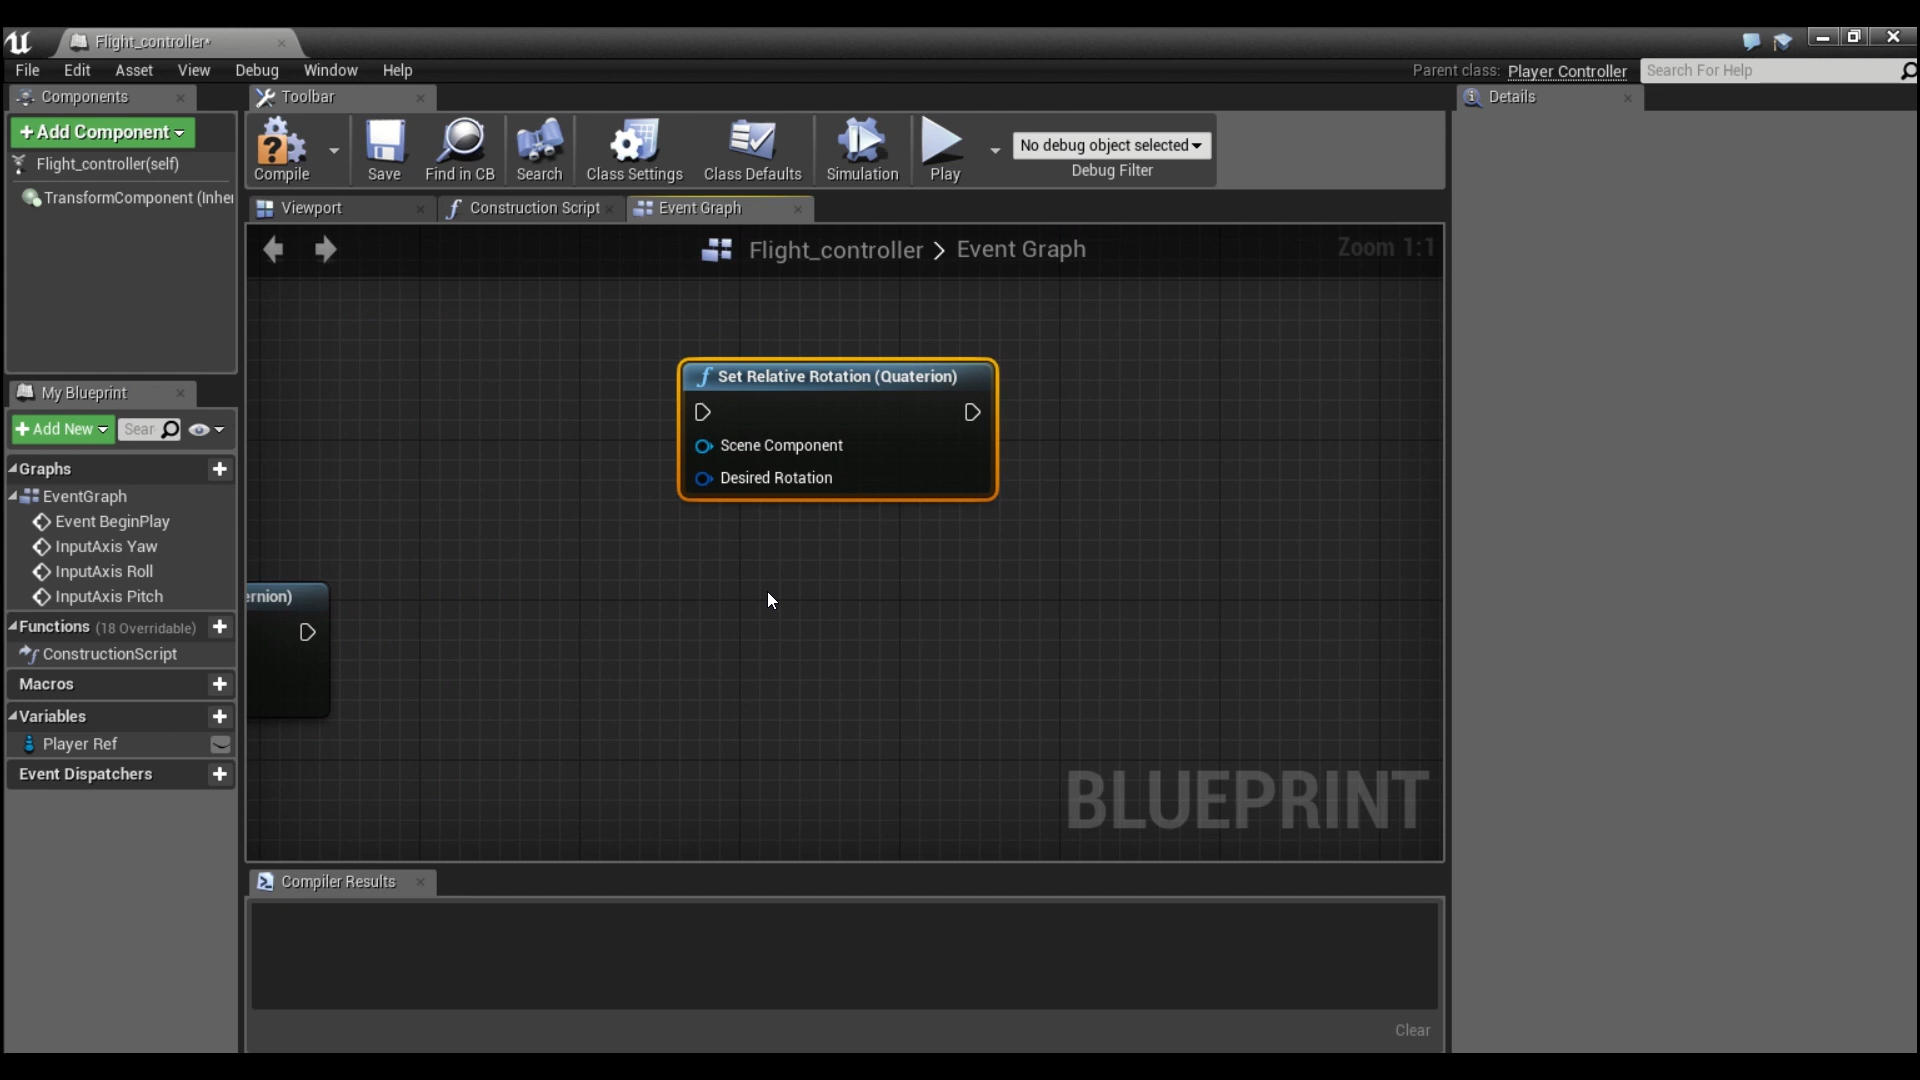 Flight_controller*
File Edit Asset View Debug Window Help
Parent class: Player Controller
Search For Help
Components
Toolbar
Details
+Add Component
Flight_controller(self)
TransformComponent (Inher
Compile
Save
Find in CB
Search
Class Settings
Class Defaults
Simulation
Play
No debug object selected
Debug Filter
Viewport
Construction Script
Event Graph
Flight_controller > Event Graph
Zoom 1:1
Set Relative Rotation (Quaterion)
Scene Component
Desired Rotation
ernion)
BLUEPRINT
My Blueprint
+Add New
Sear
Graphs
EventGraph
Event BeginPlay
InputAxis Yaw
InputAxis Roll
InputAxis Pitch
Functions (18 Overridable)
ConstructionScript
Macros
Variables
Player Ref
Event Dispatchers
Compiler Results
Clear